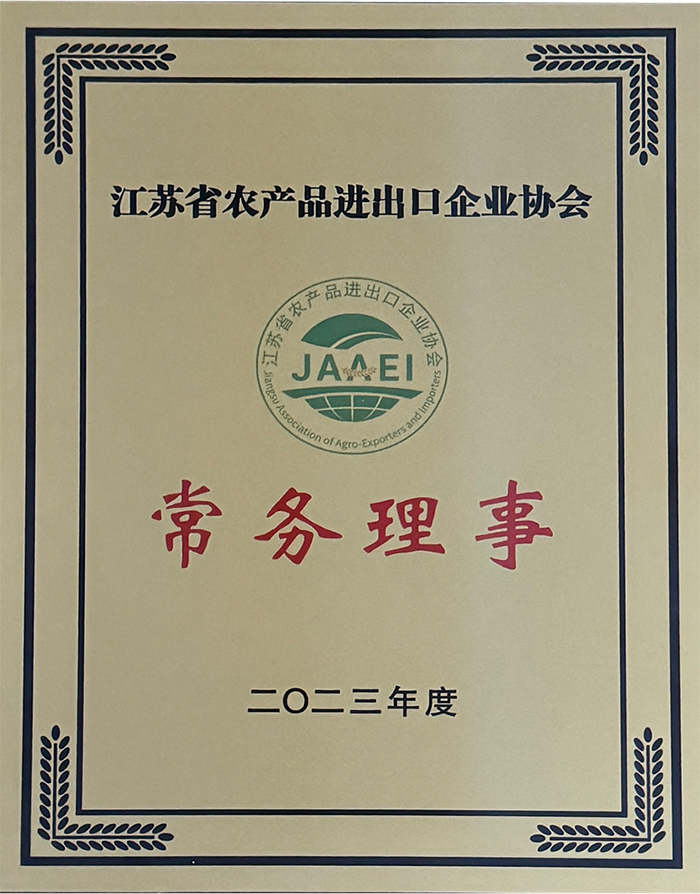 江苏省农产品进出口企业协会
江苏省农产品进出口企业协会
JAAEI
Jiangsu Association of Agro-Exporters and Importers
常务理事
二〇二三年度